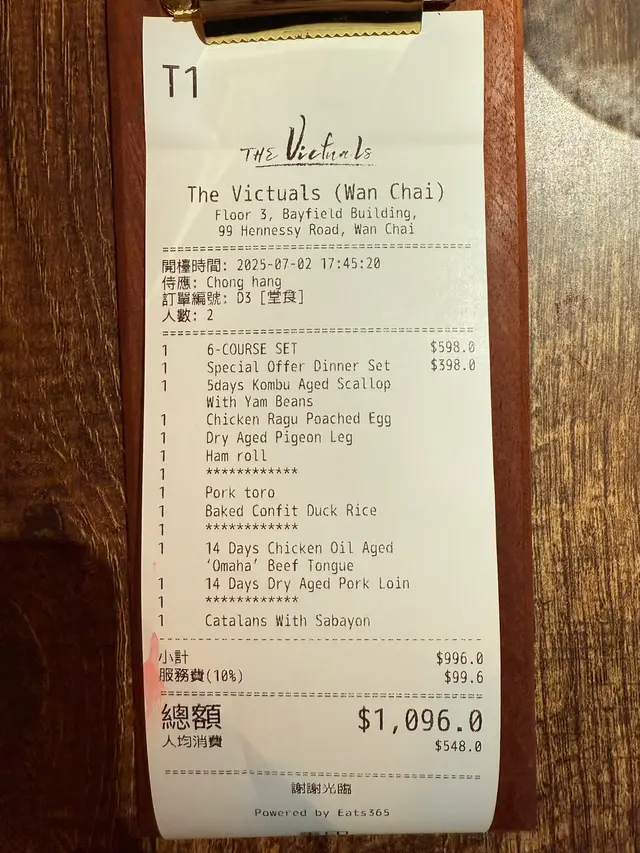 T1
THE Victuals
The Victuals (Wan Chai)
Floor 3, Bayfield Building,
99 Hennessy Road, Wan Chai
開檯時間: 2025-07-02 17:45:20
侍應: Chong hang
訂單編號: D3 [堂食]
人數: 2
1 6-COURSE SET $598.0
1 Special Offer Dinner Set $398.0
1 5days Kombu Aged Scallop
With Yam Beans
1 Chicken Ragu Poached Egg
1 Dry Aged Pigeon Leg
1 Ham roll
1 ************
1 Pork toro
1 Baked Confit Duck Rice
1 ************
1 14 Days Chicken Oil Aged
‘Omaha’ Beef Tongue
1 14 Days Dry Aged Pork Loin
1 ************
1 Catalans With Sabayon
小計 $996.0
服務費(10%) $99.6
總額 $1,096.0
人均消費 $548.0
謝謝光臨
Powered by Eats365